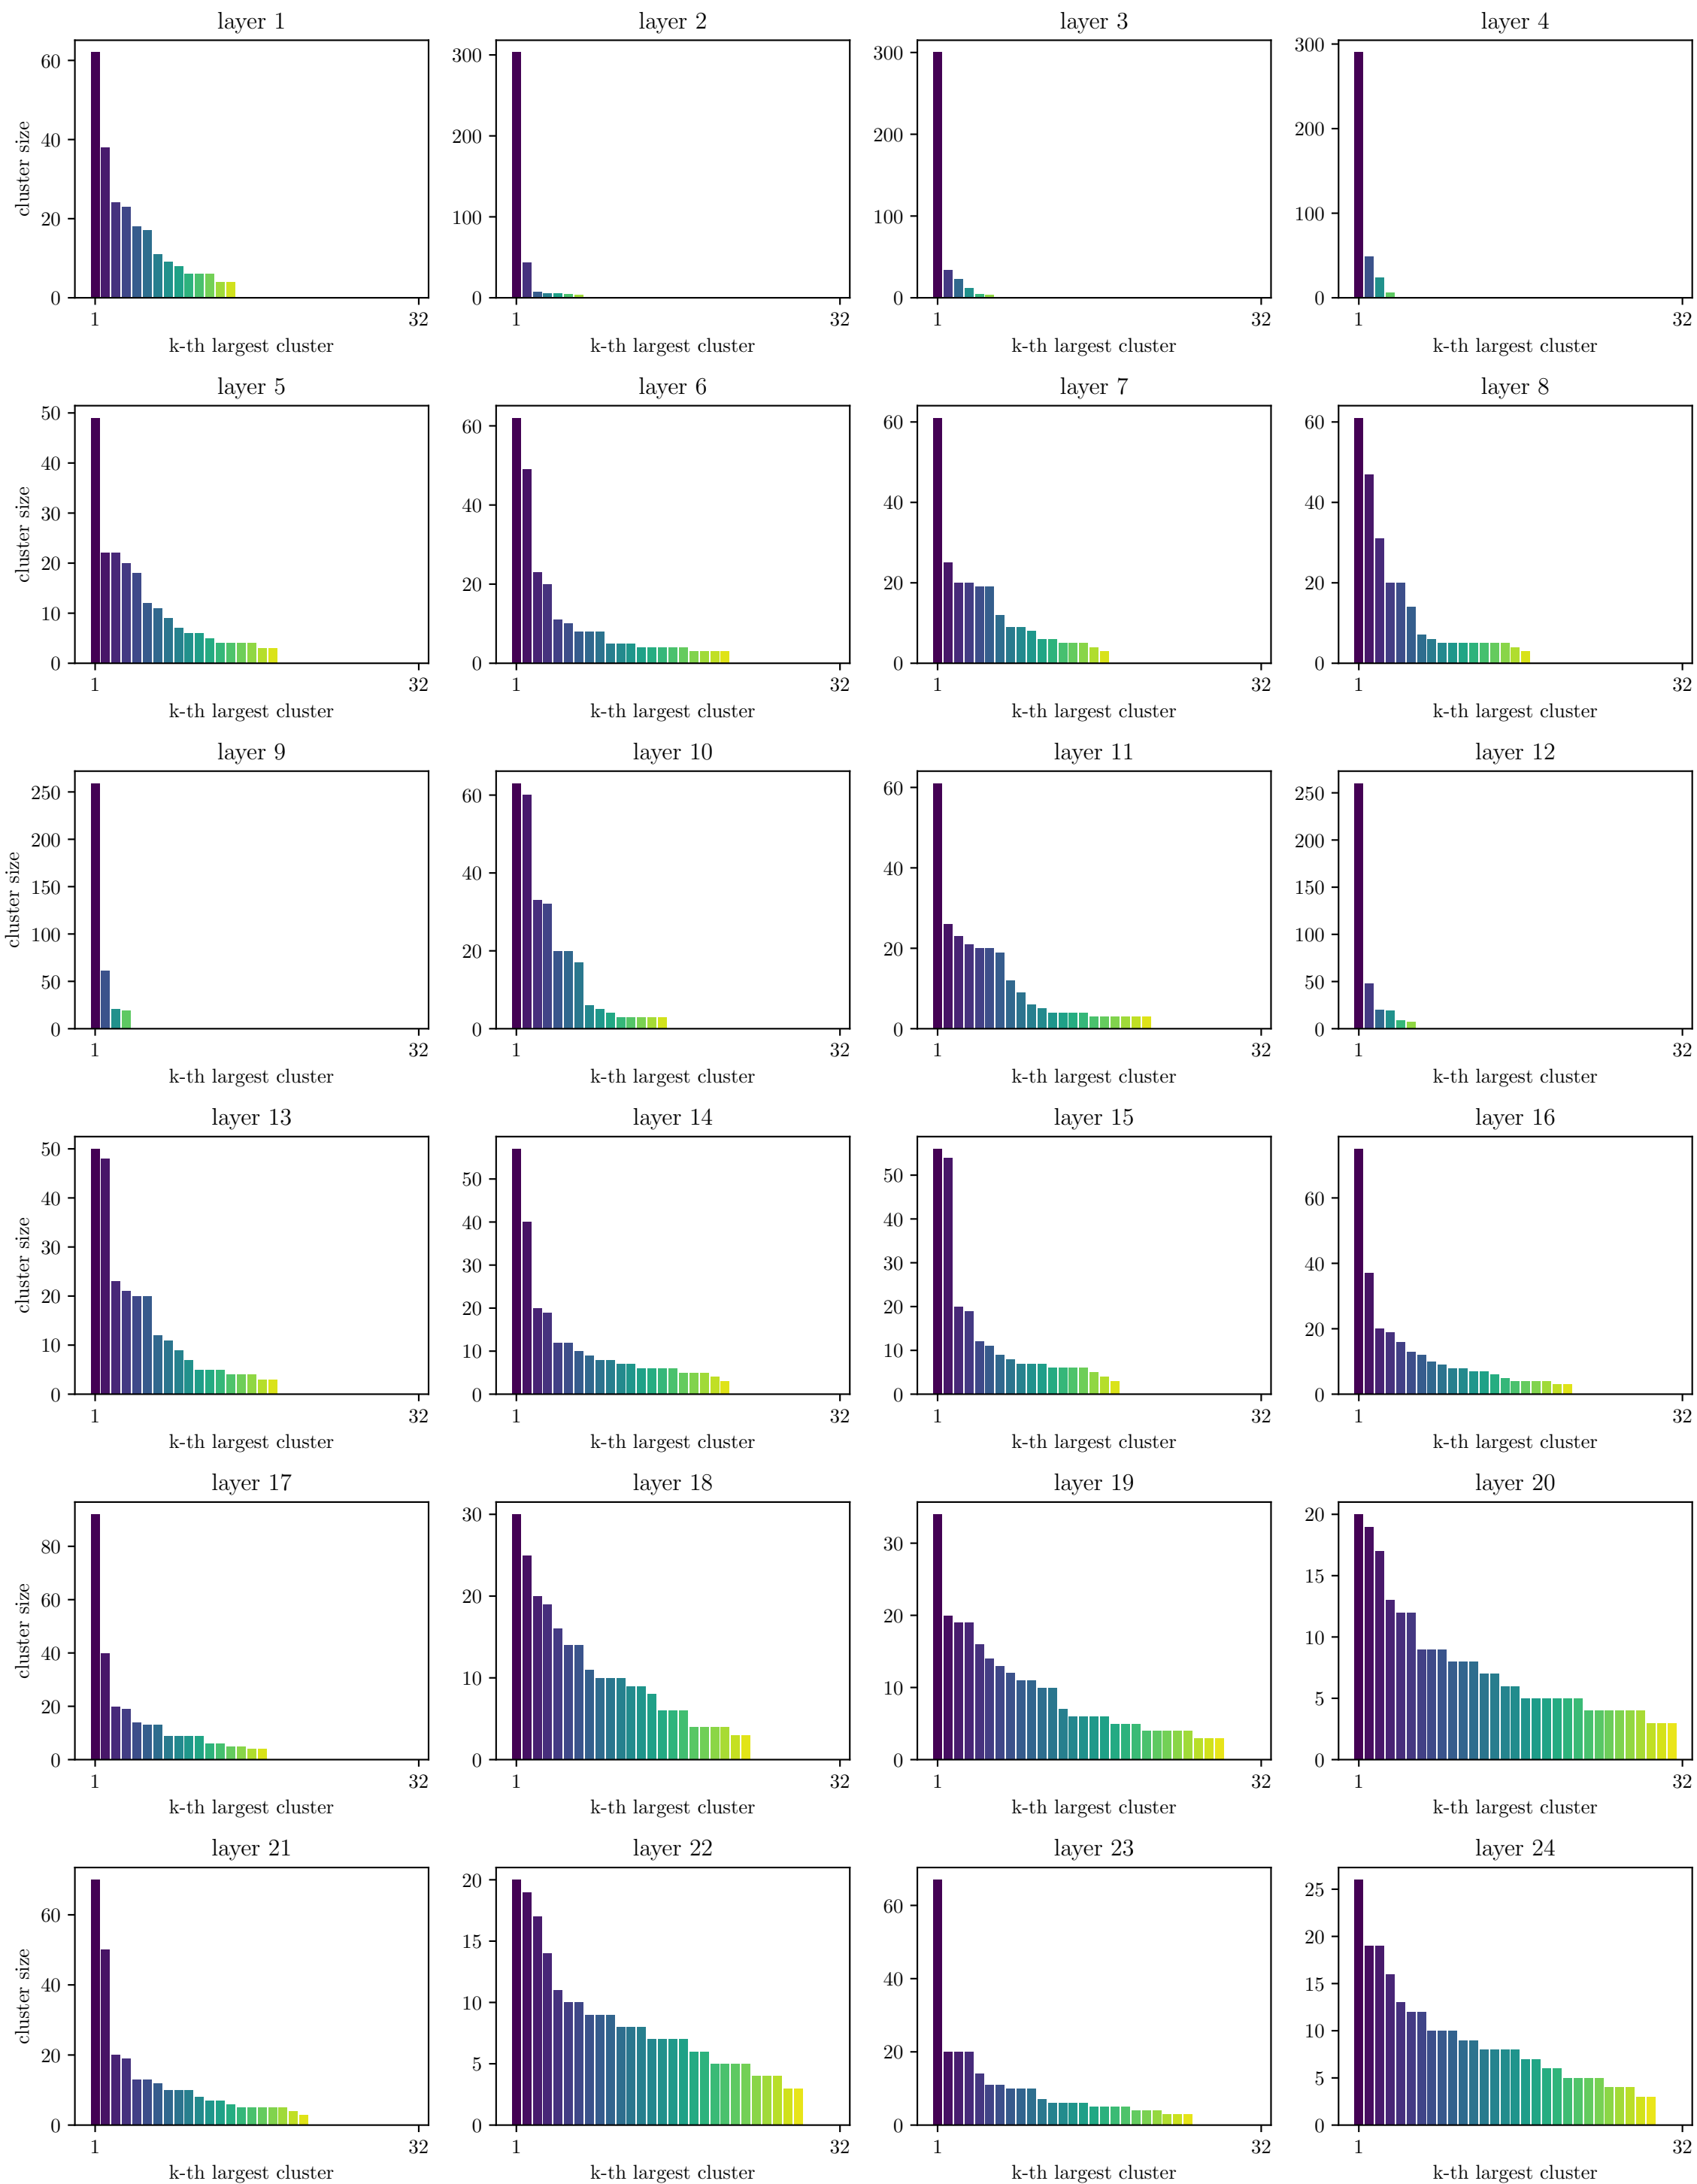 layer 1
60
40
20
0
cluster size
1
32
k-th largest cluster
layer 2
300
200
100
0
1
32
k-th largest cluster
layer 3
300
200
100
0
1
32
k-th largest cluster
layer 4
300
200
100
0
1
32
k-th largest cluster
layer 5
50
40
30
20
10
0
cluster size
1
32
k-th largest cluster
layer 6
60
40
20
0
1
32
k-th largest cluster
layer 7
60
40
20
0
1
32
k-th largest cluster
layer 8
60
40
20
0
1
32
k-th largest cluster
layer 9
250
200
150
100
50
0
cluster size
1
32
k-th largest cluster
layer 10
60
40
20
0
1
32
k-th largest cluster
layer 11
60
40
20
0
1
32
k-th largest cluster
layer 12
250
200
150
100
50
0
1
32
k-th largest cluster
layer 13
50
40
30
20
10
0
cluster size
1
32
k-th largest cluster
layer 14
50
40
30
20
10
0
1
32
k-th largest cluster
layer 15
50
40
30
20
10
0
1
32
k-th largest cluster
layer 16
60
40
20
0
1
32
k-th largest cluster
layer 17
80
60
40
20
0
cluster size
1
32
k-th largest cluster
layer 18
30
20
10
0
1
32
k-th largest cluster
layer 19
30
20
10
0
1
32
k-th largest cluster
layer 20
20
15
10
5
0
1
32
k-th largest cluster
layer 21
60
40
20
0
cluster size
1
32
k-th largest cluster
layer 22
20
15
10
5
0
1
32
k-th largest cluster
layer 23
60
40
20
0
1
32
k-th largest cluster
layer 24
25
20
15
10
5
0
1
32
k-th largest cluster